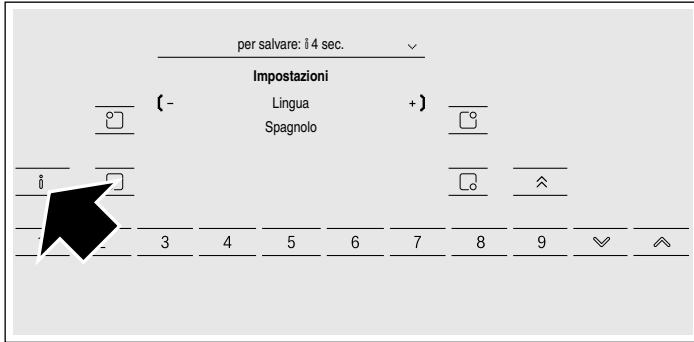 per salvare: i 4 sec.
Impostazioni
- Lingua +
Spagnolo
i
3 4 5 6 7 8 9